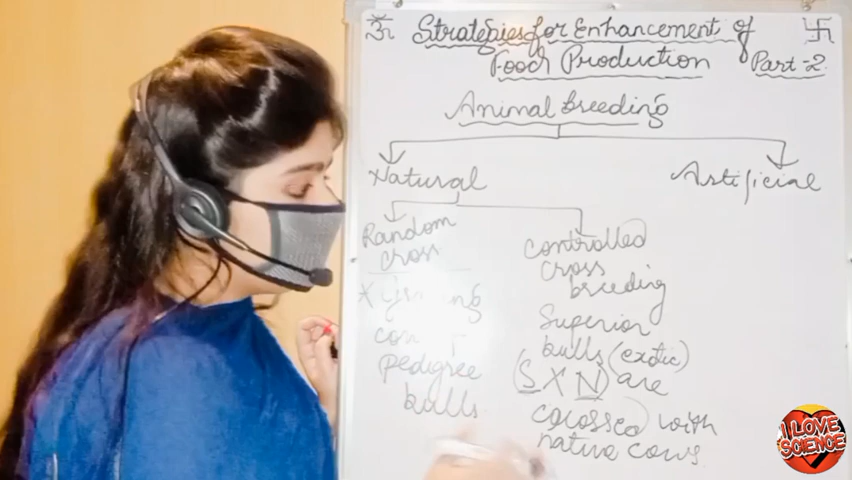 ॐ Strategies for Enhancement of 卐
Food Production Part-2
Animal Breeding
Natural
Artificial
Random
cross
pedigree
bulls
controlled
cross
breeding
Superior
bulls (exotic)
(S X N) are
crossed with
native cows.
I LOVE
SCIENCE